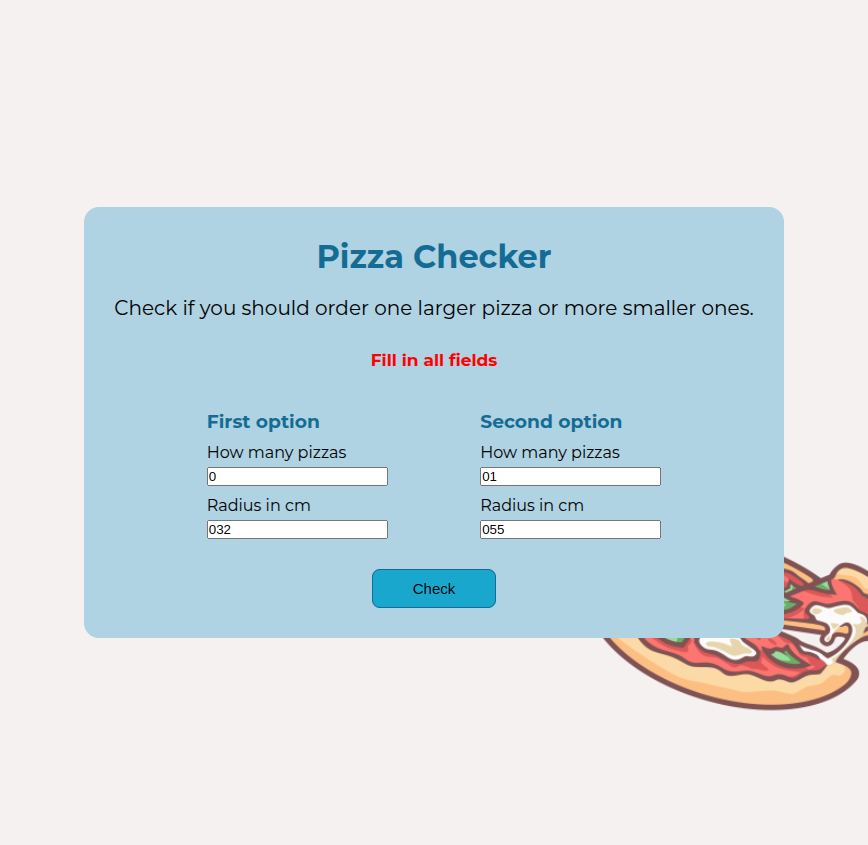 Pizza Checker
Check if you should order one larger pizza or more smaller ones.
Fill in all fields
First option
How many pizzas
0
Radius in cm
032
Second option
How many pizzas
01
Radius in cm
055
Check